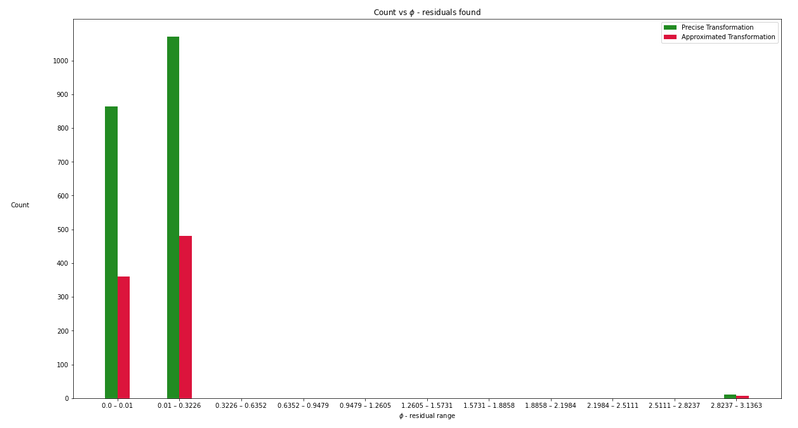 Count vs ϕ - residuals found
Precise Transformation
Approximated Transformation
1000
900
800
700
600
500
400
300
200
100
0
Count
0.0 – 0.01 0.01 – 0.3226 0.3226 – 0.6352 0.6352 – 0.9479 0.9479 – 1.2605 1.2605 – 1.5731 1.5731 – 1.8858 1.8858 – 2.1984 2.1984 – 2.5111 2.5111 – 2.8237 2.8237 – 3.1363
ϕ - residual range